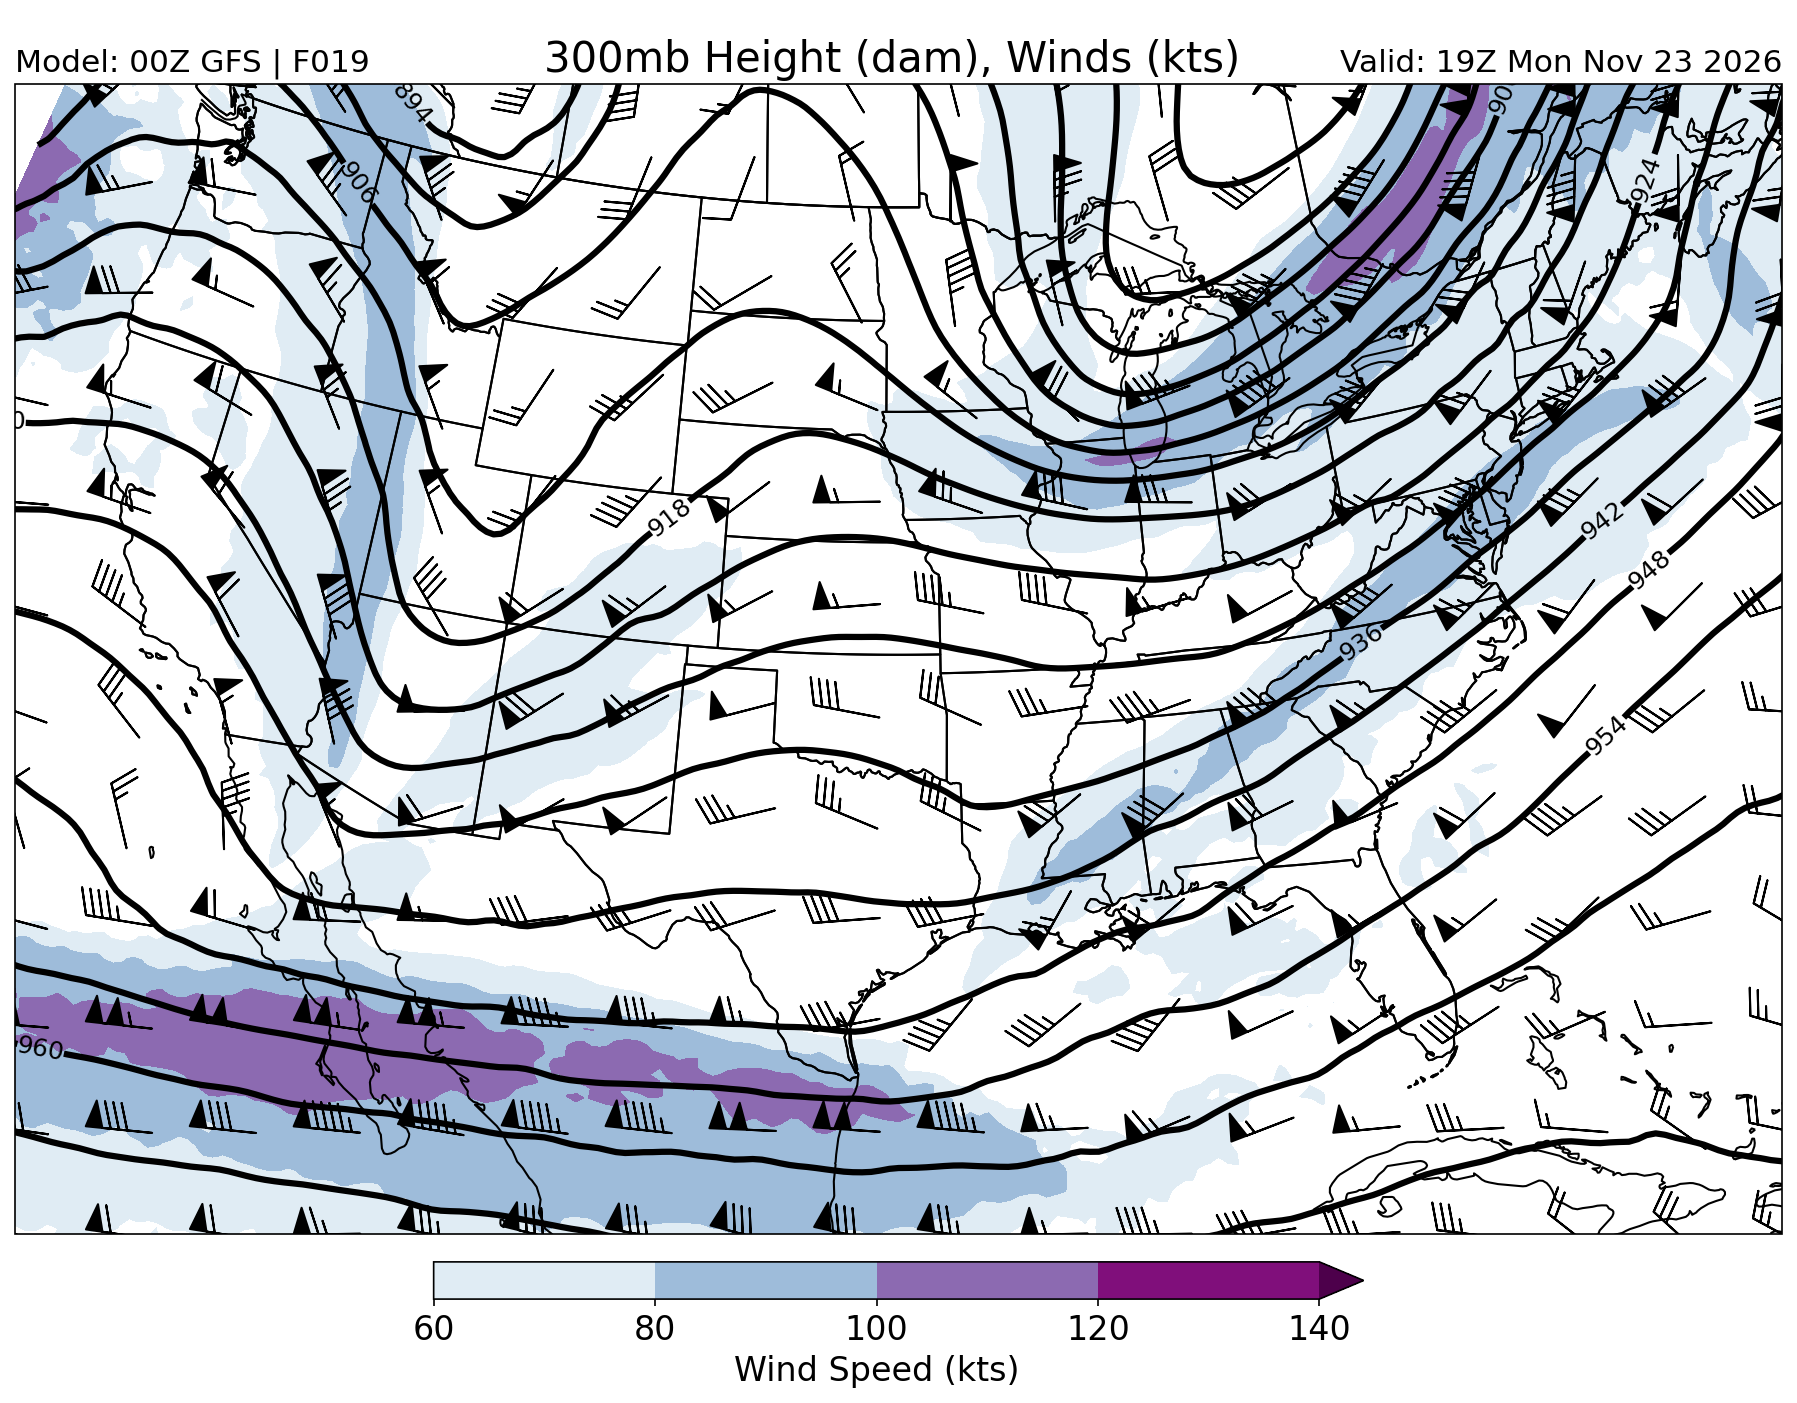 Model: 00Z GFS | F019
300mb Height (dam), Winds (kts)
Valid: 19Z Mon Nov 23 2026
894
906
924
918
942
948
936
954
960
60 80 100 120 140
Wind Speed (kts)